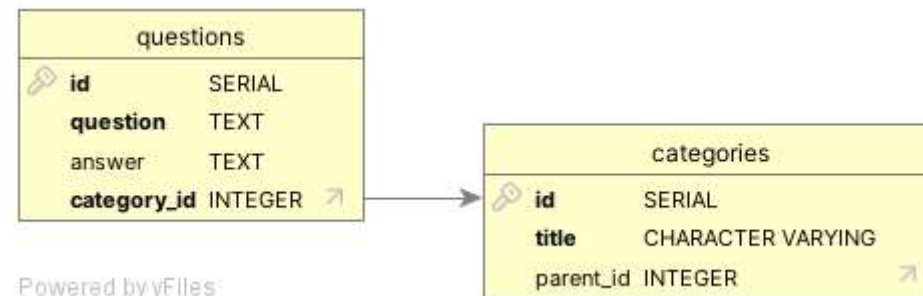 questions
id SERIAL
question TEXT
answer TEXT
category_id INTEGER
categories
id SERIAL
title CHARACTER VARYING
parent_id INTEGER
Powered by yFiles